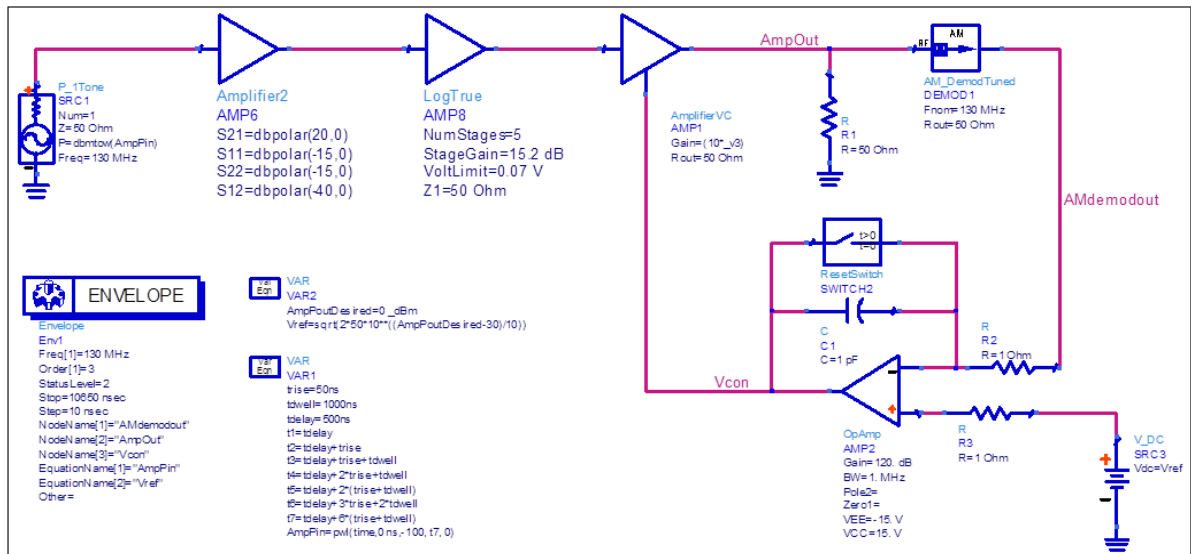 P_1Tone
SRC1
Num=1
Z=50 Ohm
P=dbmtow(AmpPin)
Freq=130 MHz
Amplifier2
AMP6
S21=dbpolar(20,0)
S11=dbpolar(-15,0)
S22=dbpolar(-15,0)
S12=dbpolar(-40,0)
LogTrue
AMP8
NumStages=5
StageGain=15.2 dB
VoltLimit=0.07 V
Z1=50 Ohm
AmplifierVC
AMP1
Gain=(10*_v3)
Rout=50 Ohm
AmpOut
R
R1
R=50 Ohm
RF
AM
AM_DemodTuned
DEMOD1
Fnom=130 MHz
Rout=50 Ohm
AMdemodout
t>0
t=0
ResetSwitch
SWITCH2
C
C1
C=1 pF
R
R2
R=1 Ohm
Vcon
OpAmp
AMP2
Gain=120. dB
BW=1. MHz
Pole2=
Zero1=
VEE=-15. V
VCC=15. V
R
R3
R=1 Ohm
V_DC
SRC3
Vdc=Vref
ENVELOPE
Envelope
Env1
Freq[1]=130 MHz
Order[1]=3
StatusLevel=2
Stop=10650 nsec
Step=10 nsec
NodeName[1]="AMdemodout"
NodeName[2]="AmpOut"
NodeName[3]="Vcon"
EquationName[1]="AmpPin"
EquationName[2]="Vref"
Other=
Var
Eqn
VAR
VAR2
AmpPoutDesired=0 _dBm
Vref=sqrt(2*50*10**((AmpPoutDesired-30)/10))
Var
Eqn
VAR
VAR1
trise=50ns
tdwell=1000ns
tdelay=500ns
t1=tdelay
t2=tdelay+trise
t3=tdelay+trise+tdwell
t4=tdelay+2*trise+tdwell
t5=tdelay+2*(trise+tdwell)
t6=tdelay+3*trise+2*tdwell
t7=tdelay+6*(trise+tdwell)
AmpPin=pwl(time,0 ns,-100, t7, 0)